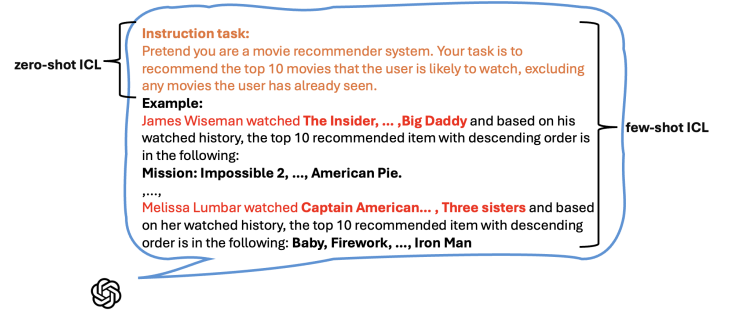 Instruction task:
Pretend you are a movie recommender system. Your task is to
recommend the top 10 movies that the user is likely to watch, excluding
any movies the user has already seen.
zero-shot ICL
Example:
James Wiseman watched The Insider, ... ,Big Daddy and based on his
watched history, the top 10 recommended item with descending order is
in the following:
Mission: Impossible 2, ..., American Pie.
,...,
Melissa Lumbar watched Captain American... , Three sisters and based
on her watched history, the top 10 recommended item with descending
order is in the following: Baby, Firework, ..., Iron Man
few-shot ICL